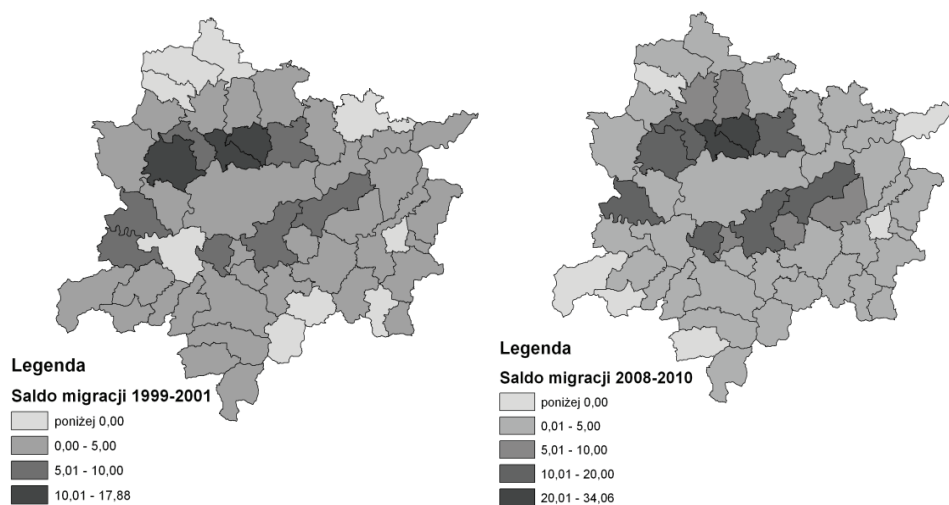 Legenda
Saldo migracji 1999-2001
poniżej 0,00
0,00 - 5,00
5,01 - 10,00
10,01 - 17,88
Legenda
Saldo migracji 2008-2010
poniżej 0,00
0,01 - 5,00
5,01 - 10,00
10,01 - 20,00
20,01 - 34,06